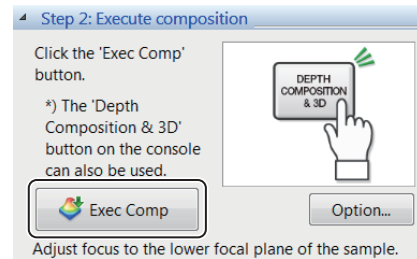 Step 2: Execute composition
Click the 'Exec Comp'
button.
*) The 'Depth
Composition & 3D'
button on the console
can also be used.
DEPTH
COMPOSITION
& 3D
Exec Comp
Option...
Adjust focus to the lower focal plane of the sample.